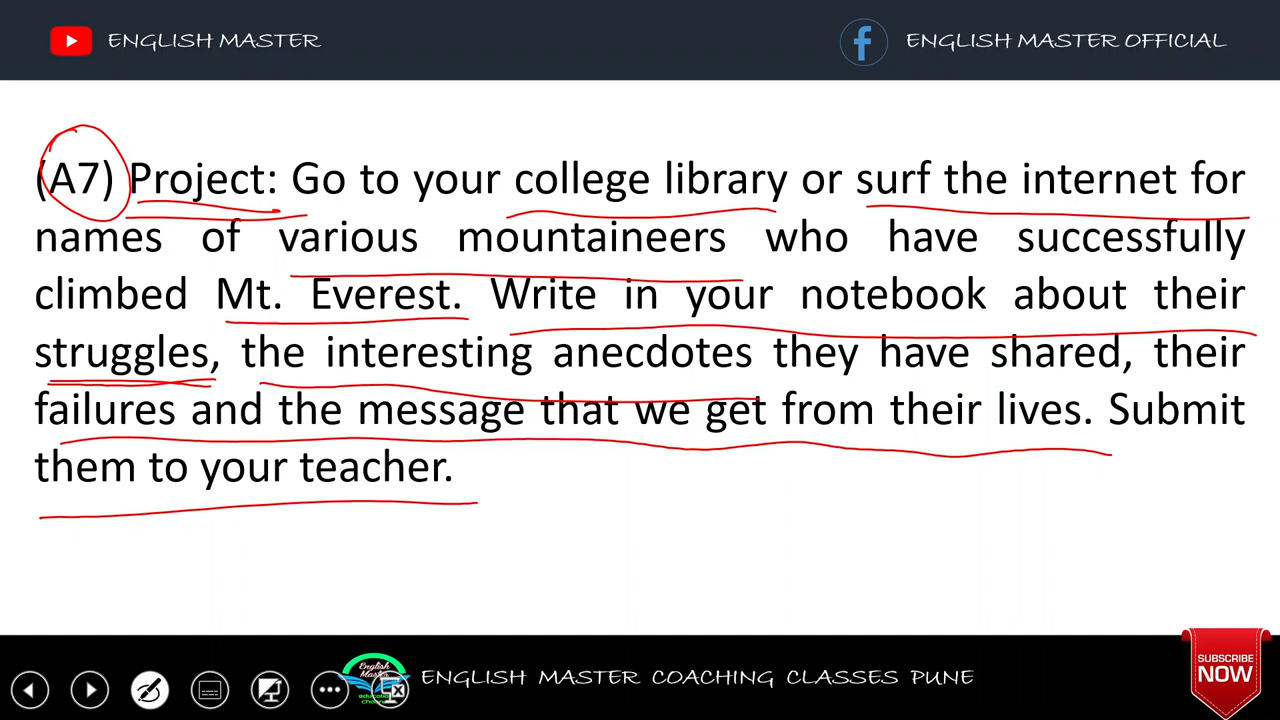 ENGLISH MASTER
ENGLISH MASTER OFFICIAL
(A7) Project: Go to your college library or surf the internet for
names of various mountaineers who have successfully
climbed Mt. Everest. Write in your notebook about their
struggles, the interesting anecdotes they have shared, their
failures and the message that we get from their lives. Submit
them to your teacher.
English
Master
ENGLISH MASTER COACHING CLASSES PUNE
SUBSCRIBE
NOW